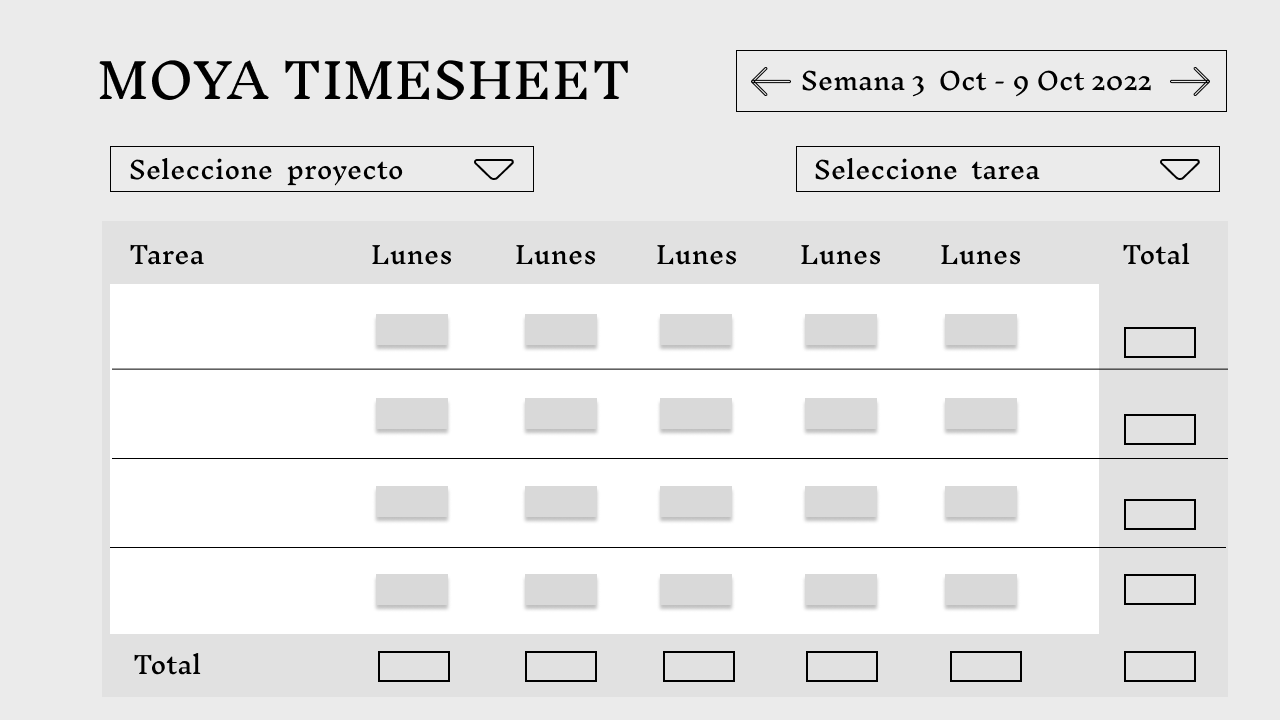 MOYA TIMESHEET
Semana 3 Oct - 9 Oct 2022
Seleccione proyecto
Seleccione tarea
Tarea Lunes Lunes Lunes Lunes Lunes Total
Total